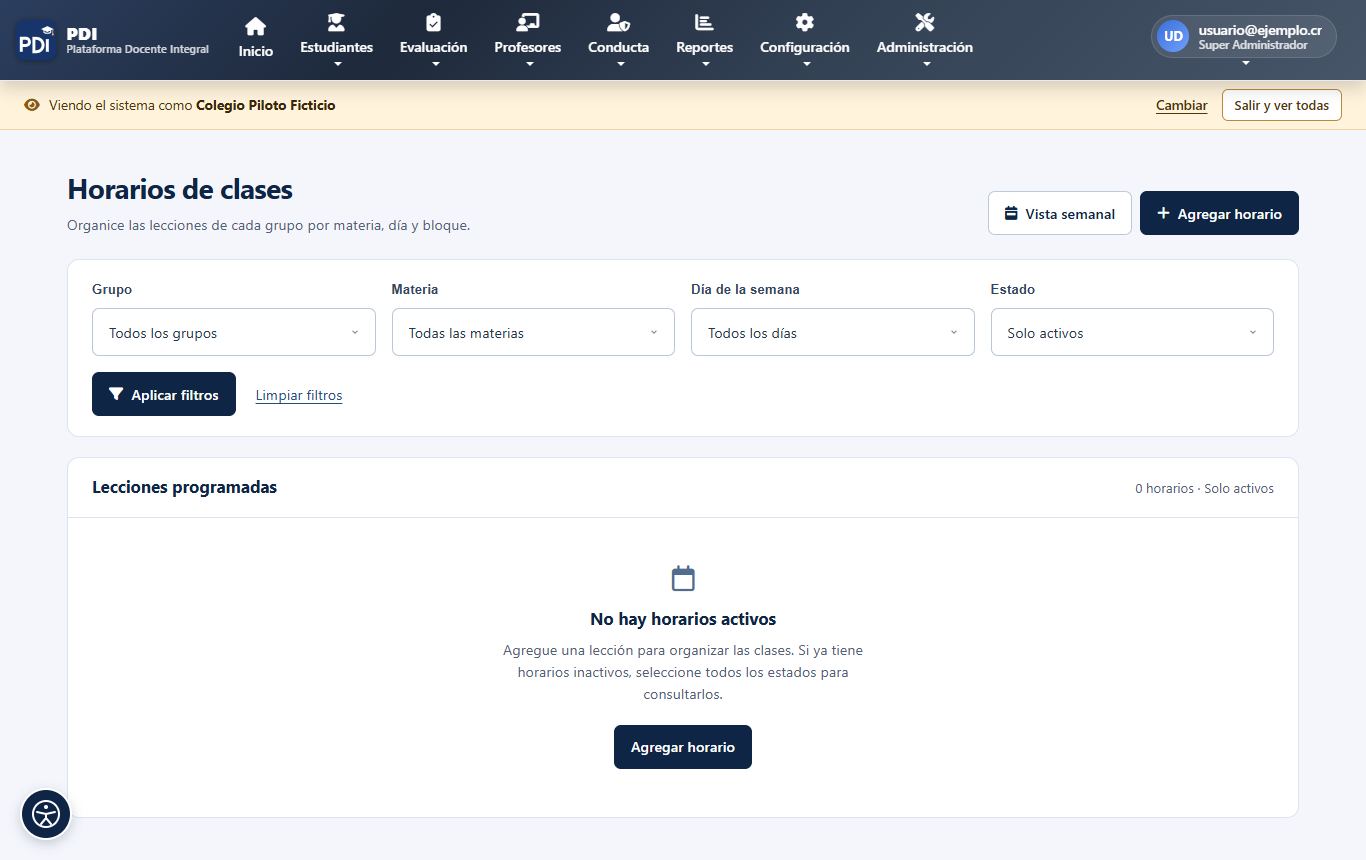 PDI
PDI
Plataforma Docente Integral
Inicio
Estudiantes
Evaluación
Profesores
Conducta
Reportes
Configuración
Administración
UD
usuario@ejemplo.cr
Super Administrador
Viendo el sistema como Colegio Piloto Ficticio
Cambiar
Salir y ver todas
Horarios de clases
Organice las lecciones de cada grupo por materia, día y bloque.
Vista semanal
Agregar horario
Grupo
Materia
Día de la semana
Estado
Todos los grupos
Todas las materias
Todos los días
Solo activos
Aplicar filtros
Limpiar filtros
Lecciones programadas
0 horarios · Solo activos
No hay horarios activos
Agregue una lección para organizar las clases. Si ya tiene
horarios inactivos, seleccione todos los estados para
consultarlos.
Agregar horario